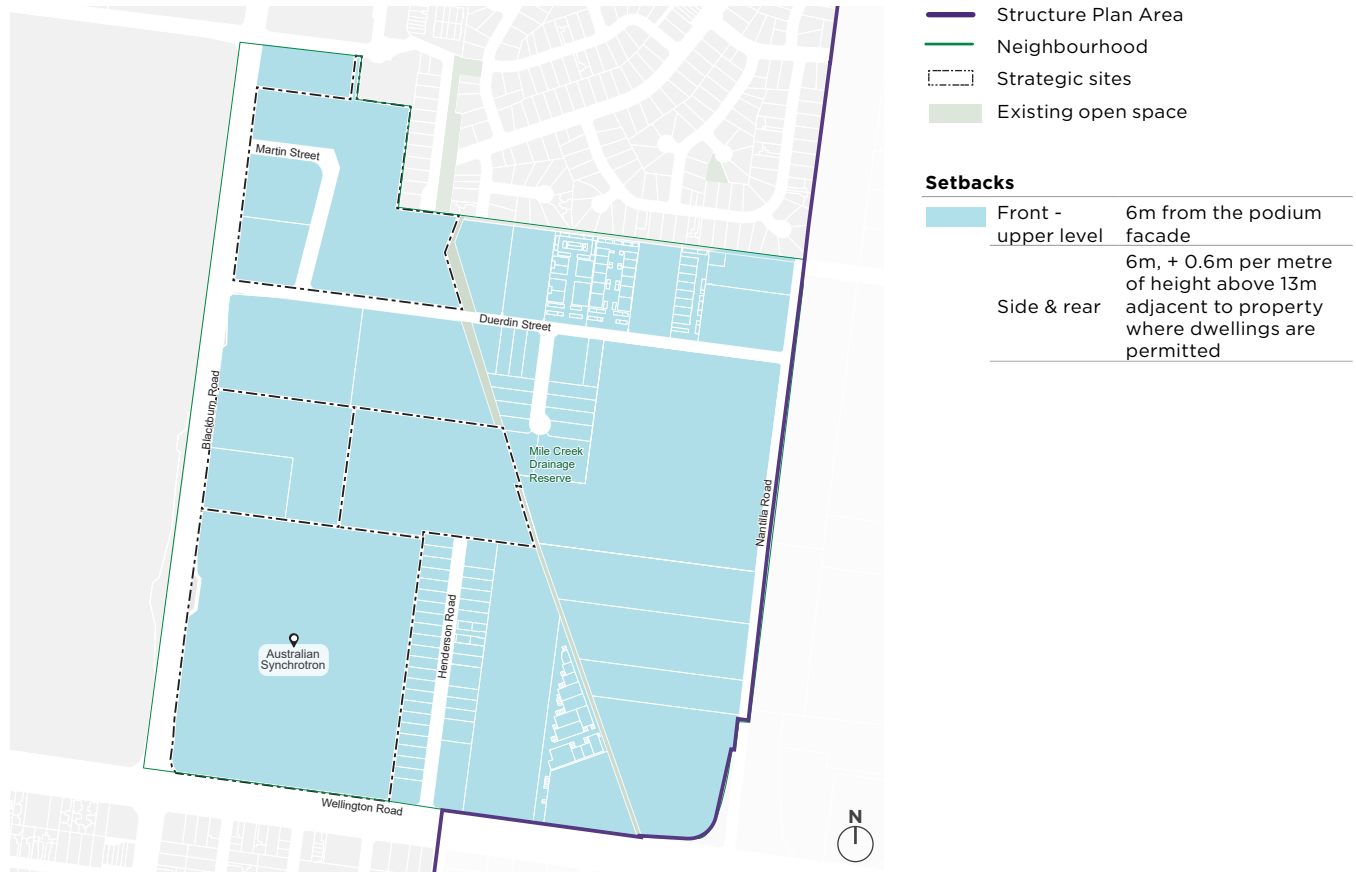 Structure Plan Area
Neighbourhood
Strategic sites
Existing open space
Setbacks
Front -
upper level
6m from the podium
facade
Side & rear
6m, + 0.6m per metre
of height above 13m
adjacent to property
where dwellings are
permitted
Martin Street
Duerdin Street
Blackburn Road
Mile Creek
Drainage
Reserve
Nantilla Road
Henderson Road
Australian
Synchrotron
Wellington Road
N